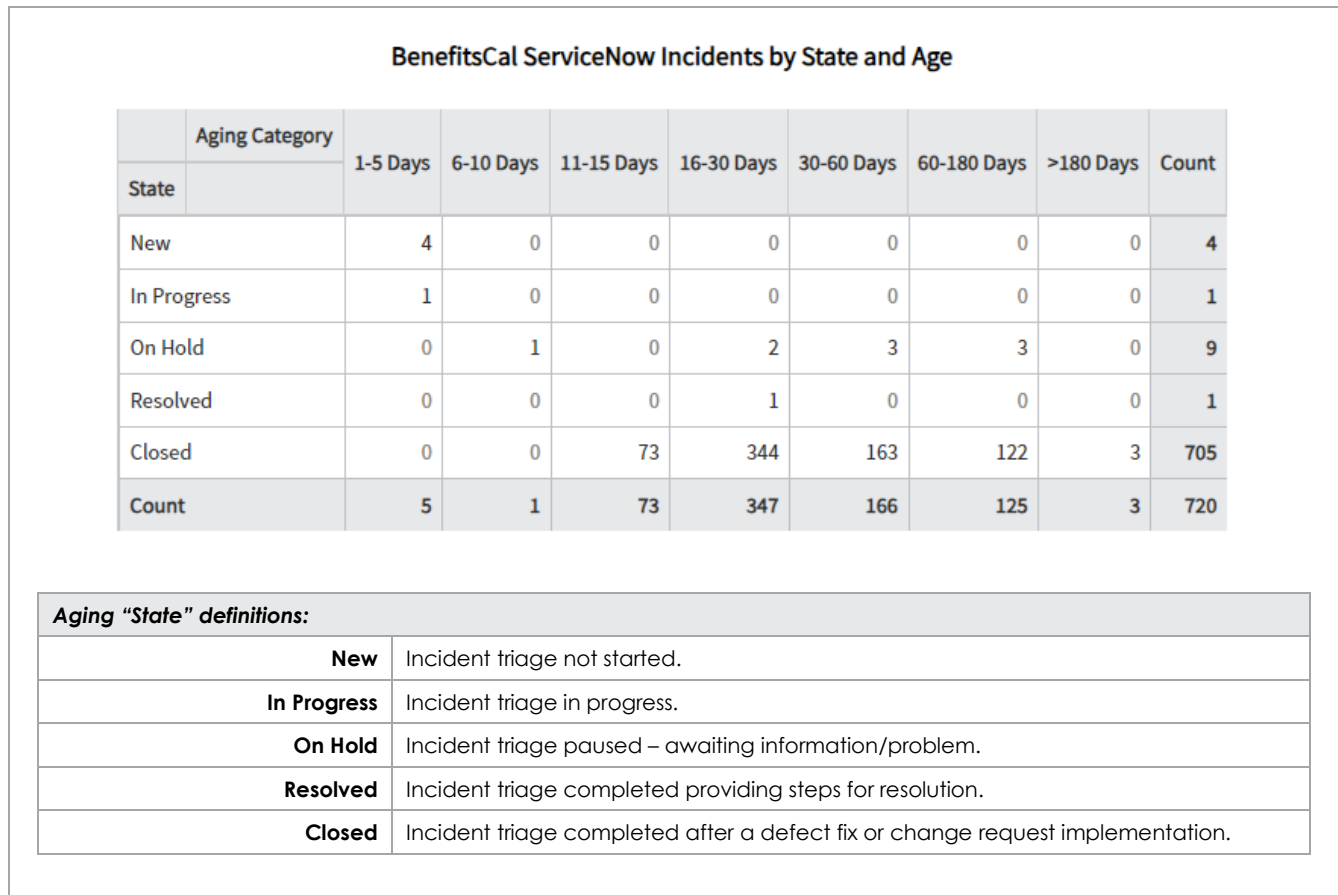 BenefitsCal ServiceNow Incidents by State and Age
Aging Category 1-5 Days 6-10 Days 11-15 Days 16-30 Days 30-60 Days 60-180 Days >180 Days Count
State
New 4 0 0 0 0 0 0 4
In Progress 1 0 0 0 0 0 0 1
On Hold 0 1 0 2 3 3 0 9
Resolved 0 0 0 1 0 0 0 1
Closed 0 0 73 344 163 122 3 705
Count 5 1 73 347 166 125 3 720
Aging “State” definitions:
New Incident triage not started.
In Progress Incident triage in progress.
On Hold Incident triage paused – awaiting information/problem.
Resolved Incident triage completed providing steps for resolution.
Closed Incident triage completed after a defect fix or change request implementation.